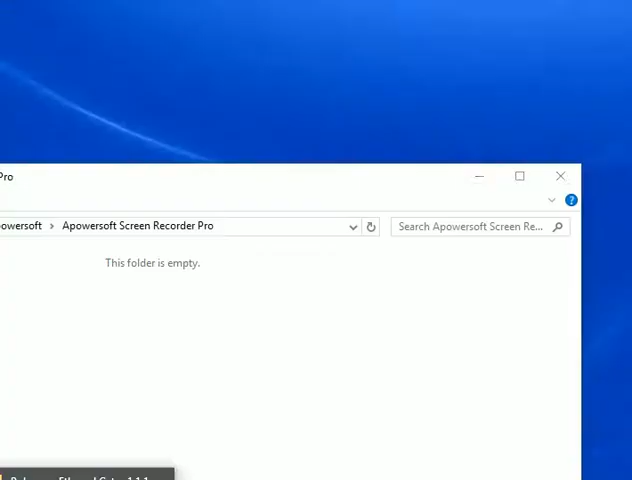 Pro
?
owersoft > Apowersoft Screen Recorder Pro
Search Apowersoft Screen Re...
This folder is empty.